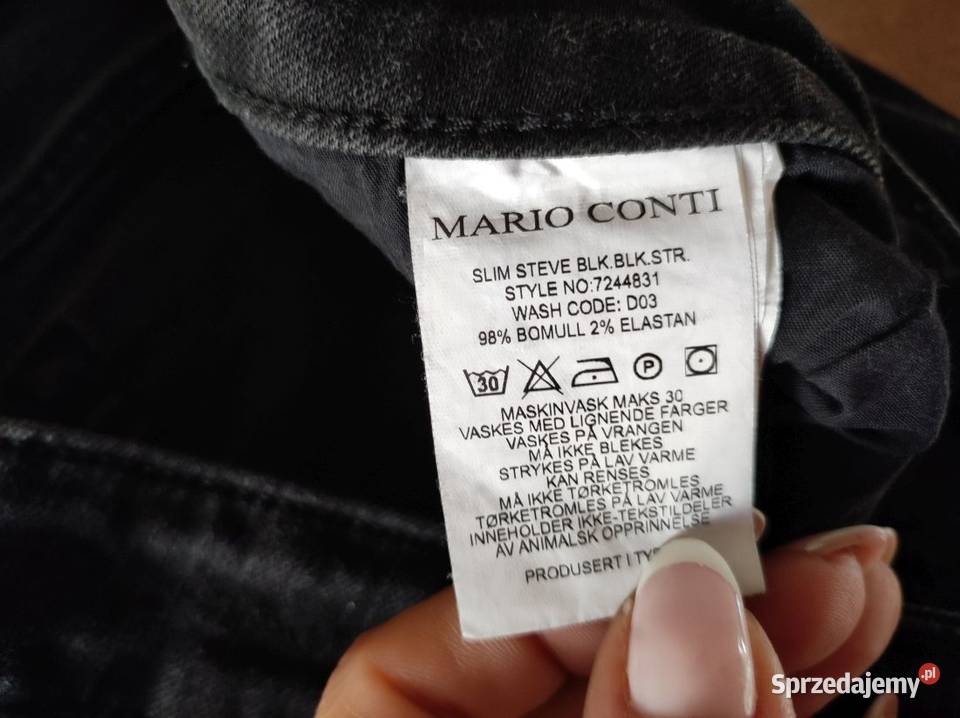 MARIO CONTI
SLIM STEVE BLK.BLK.STR.
STYLE NO:7244831
WASH CODE: D03
98% BOMULL 2% ELASTAN
30 P
MASKINVASK MAKS 30
VASKES MED LIGNENDE FARGER
VASKES PÅ VRANGEN
MÅ IKKE BLEKES
STRYKES PÅ LAV VARME
KAN RENSES
MÅ IKKE TØRKETROMLES
TØRKETROMLES PÅ LAV VARME
INNEHOLDER IKKE-TEKSTILDELER
AV ANIMALSK OPPRINNELSE
PRODUSERT I
Sprzedajemy.pl